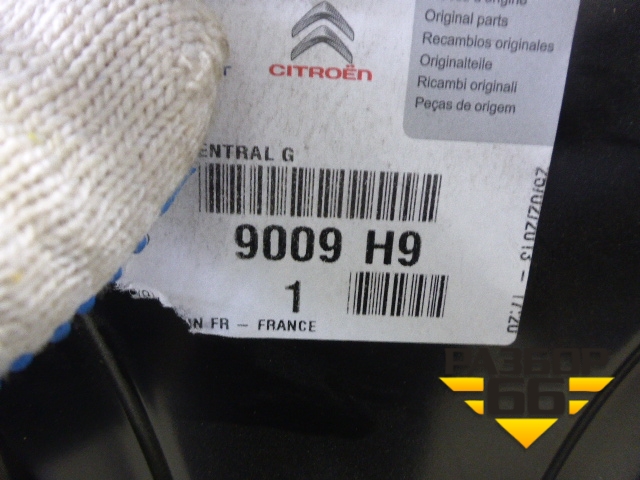 Original parts
Recambios originales
Originalteile
Ricambi originali
Peças de origem
CITROËN
ENTRAL G
9009 H9
1
FR - FRANCE
25/02/2013 - 17:20
РАЗБОР
66